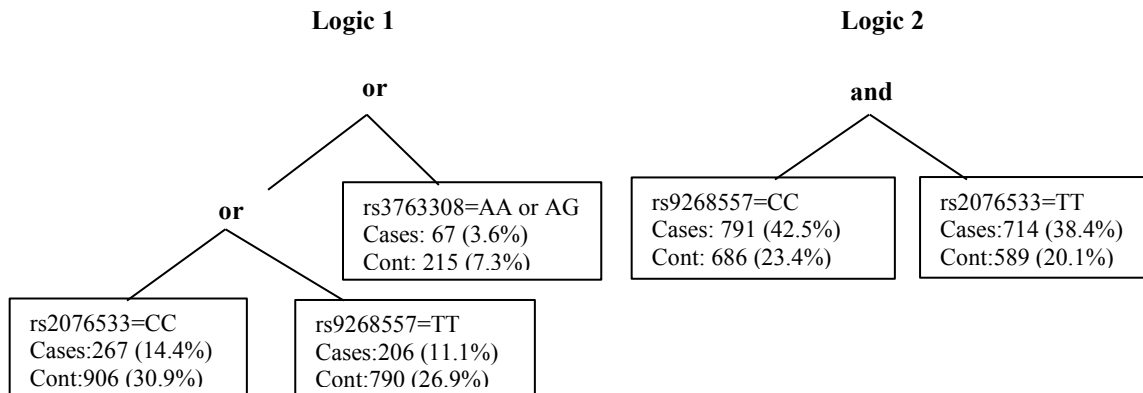 Logic 1
or
or
rs3763308=AA or AG
Cases: 67 (3.6%)
Cont: 215 (7.3%)
rs2076533=CC
Cases:267 (14.4%)
Cont:906 (30.9%)
rs9268557=TT
Cases:206 (11.1%)
Cont:790 (26.9%)
Logic 2
and
rs9268557=CC
Cases: 791 (42.5%)
Cont: 686 (23.4%)
rs2076533=TT
Cases:714 (38.4%)
Cont:589 (20.1%)